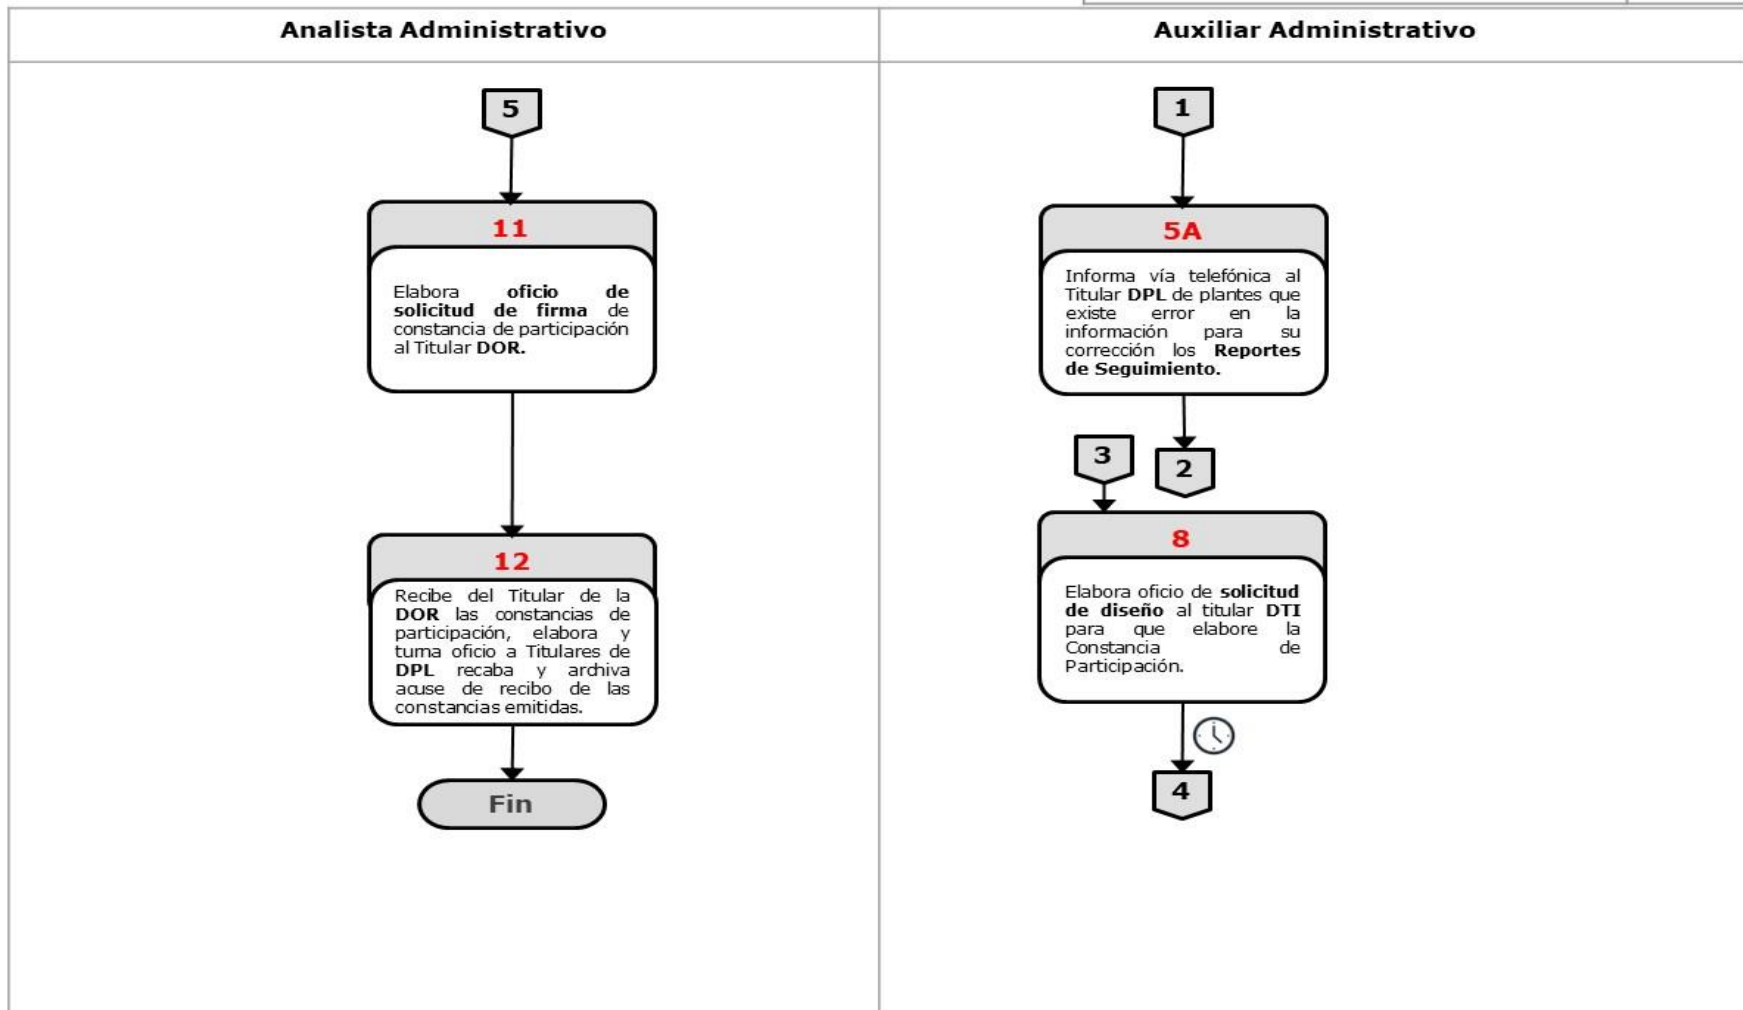 Analista Administrativo
Auxiliar Administrativo
5
11
Elabora oficio de
solicitud de firma de
constancia de participación
al Titular DOR.
12
Recibe del Titular de la
DOR las constancias de
participación, elabora y
turna oficio a Titulares de
DPL recaba y archiva
acuse de recibo de las
constancias emitidas.
Fin
1
5A
Informa vía telefónica al
Titular DPL de plantes que
existe error en la
información para su
corrección los Reportes
de Seguimiento.
3
2
8
Elabora oficio de solicitud
de diseño al titular DTI
para que elabore la
Constancia de
Participación.
4